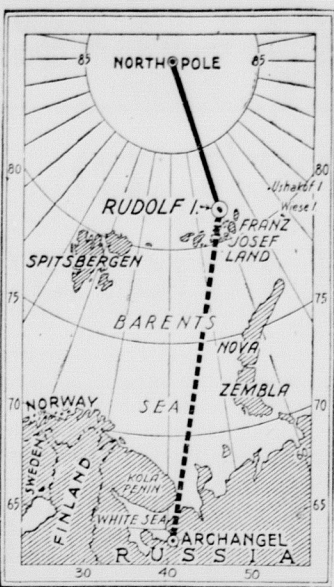 85 NORTH POLE 85
80 80
Ushakof I.
RUDOLF I. Wiese I.
FRANZ
JOSEF
LAND
SPITSBERGEN
75 75
BARENTS
NOVA
ZEMBLA
SEA
70 NORWAY 70
SWEDEN
FINLAND
KOLA
PENIN
65 WHITE SEA 65
ARCHANGEL
RUSSIA
30 40 50